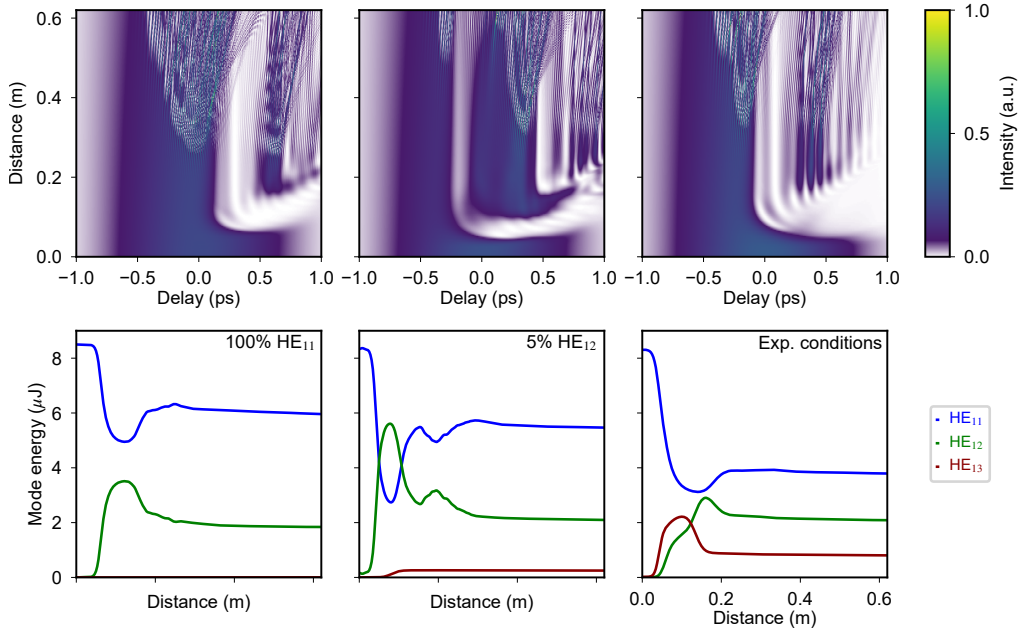 0.6
0.4
0.2
0.0
Distance (m)
−1.0 −0.5 0.0 0.5 1.0
Delay (ps)
−1.0 −0.5 0.0 0.5 1.0
Delay (ps)
−1.0 −0.5 0.0 0.5 1.0
Delay (ps)
1.0
0.5
0.0
Intensity (a.u.)
8
6
4
2
0
Mode energy (μJ)
100% HE₁₁
Distance (m)
5% HE₁₂
Distance (m)
Exp. conditions
0.0 0.2 0.4 0.6
Distance (m)
HE₁₁
HE₁₂
HE₁₃